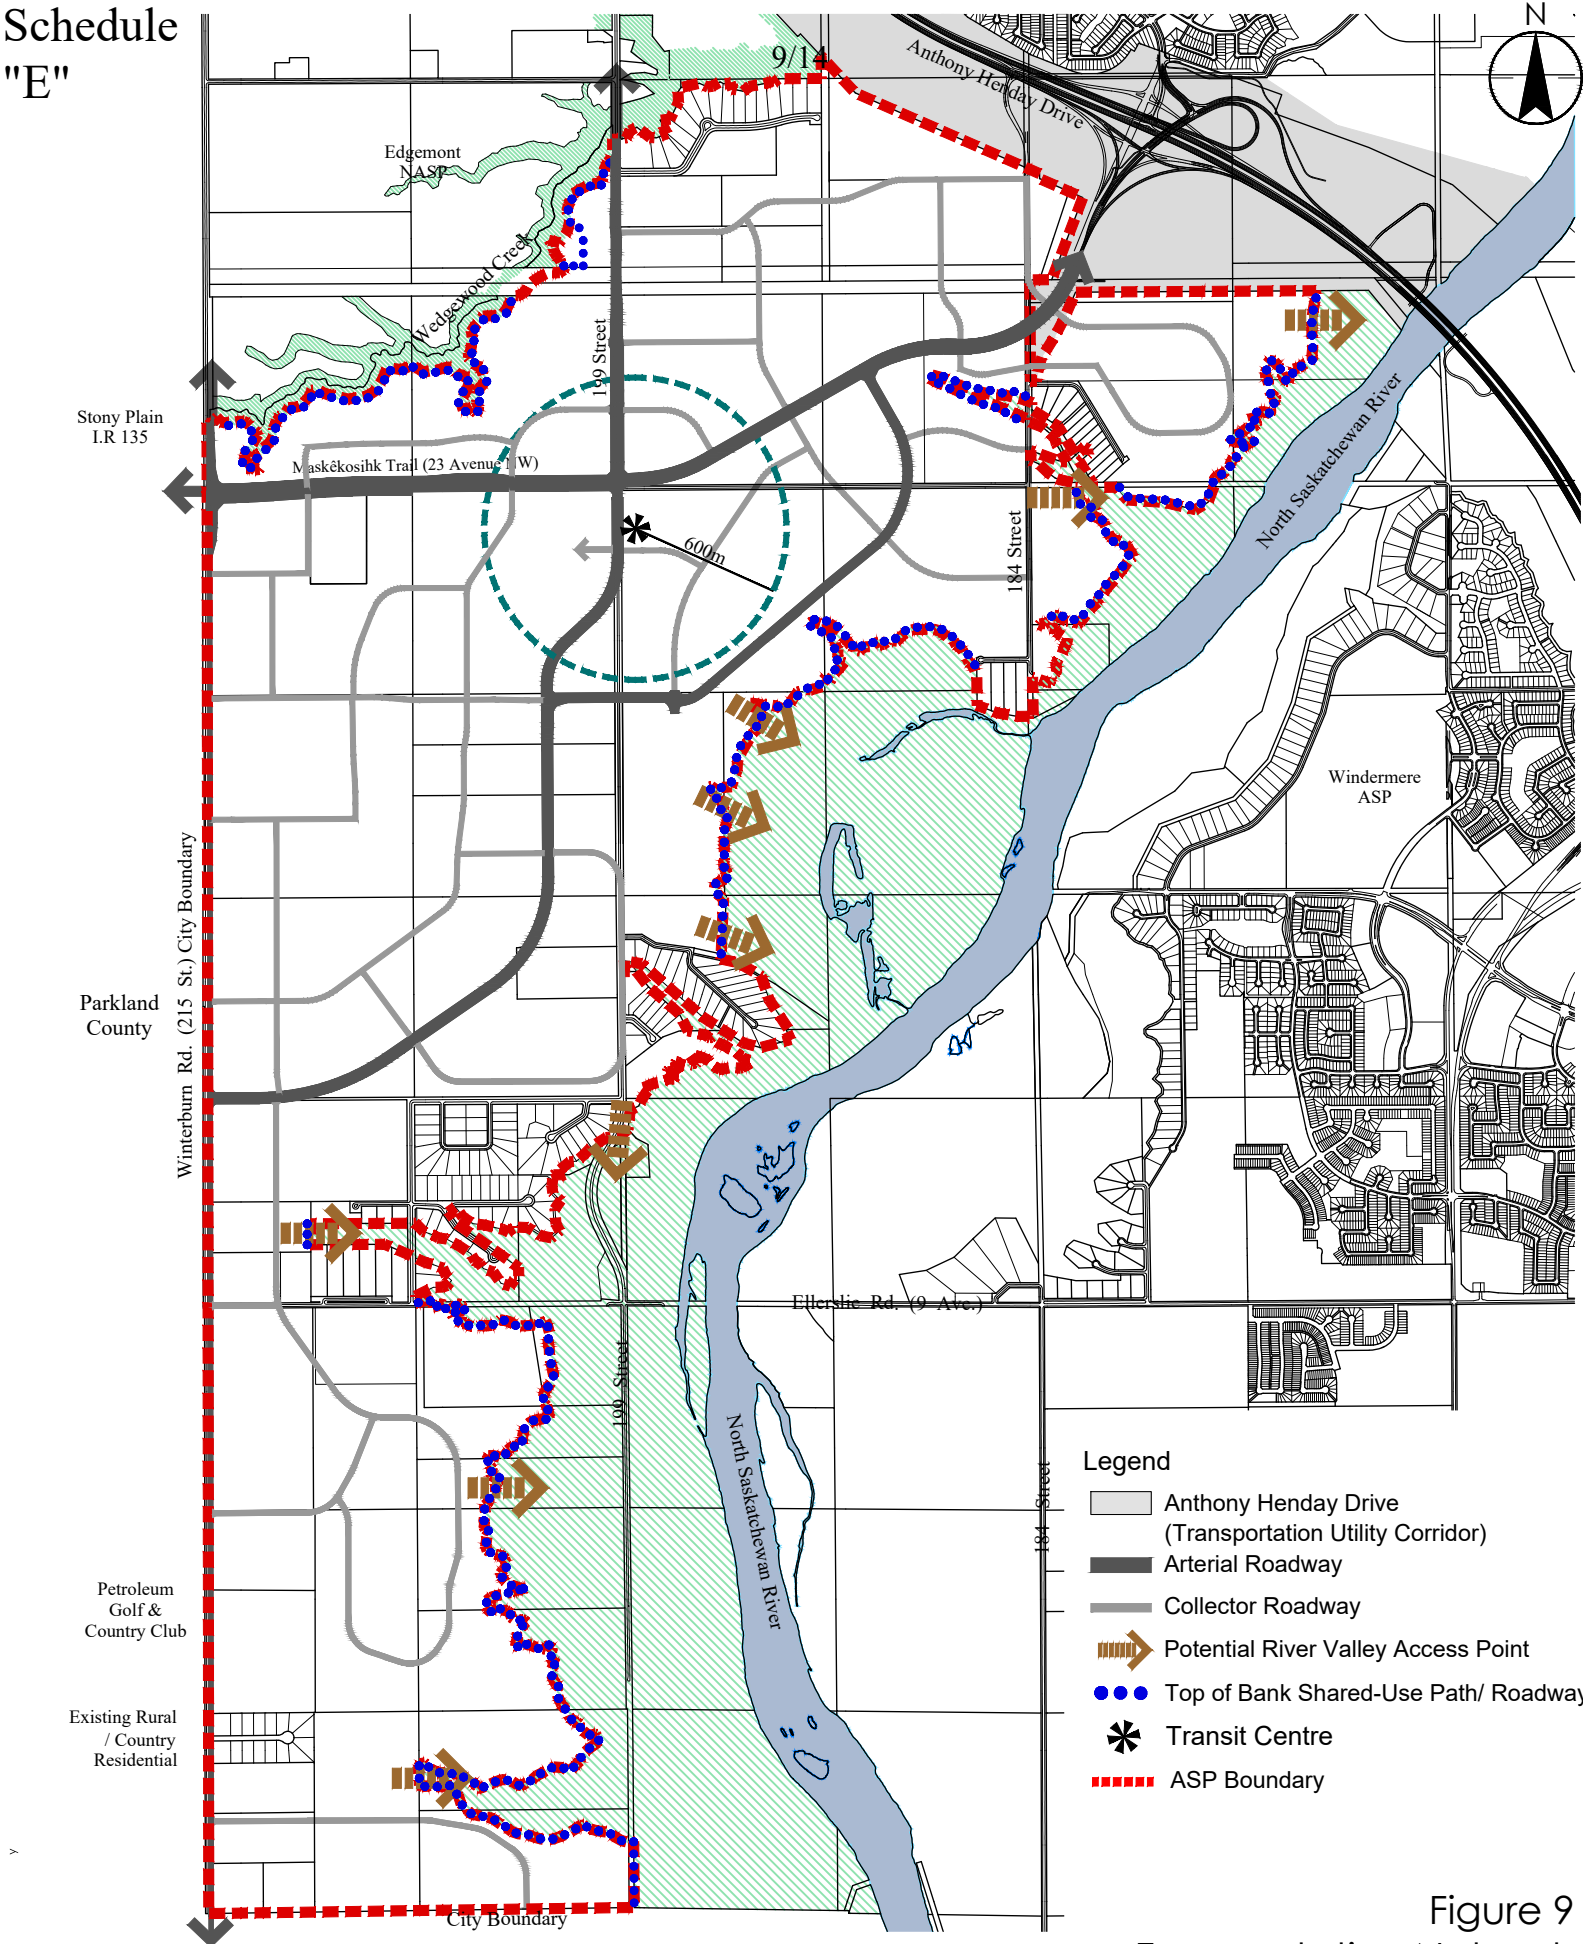 Schedule
"E"
9/14
Anthony Henday Drive
N
Edgemont
NASP
Wedgewood Creek
199 Street
Stony Plain
I.R 135
Maskêkosihk Trail (23 Avenue NW)
600m
184 Street
North Saskatchewan River
Windermere
ASP
Winterburn Rd. (215 St.) City Boundary
Parkland
County
Ellerslie Rd. (9 Ave.)
199 Street
North Saskatchewan River
184 Street
Petroleum
Golf &
Country Club
Existing Rural
/ Country
Residential
y
City Boundary
Legend
Anthony Henday Drive
(Transportation Utility Corridor)
Arterial Roadway
Collector Roadway
Potential River Valley Access Point
Top of Bank Shared-Use Path/ Roadway
Transit Centre
ASP Boundary
Figure 9